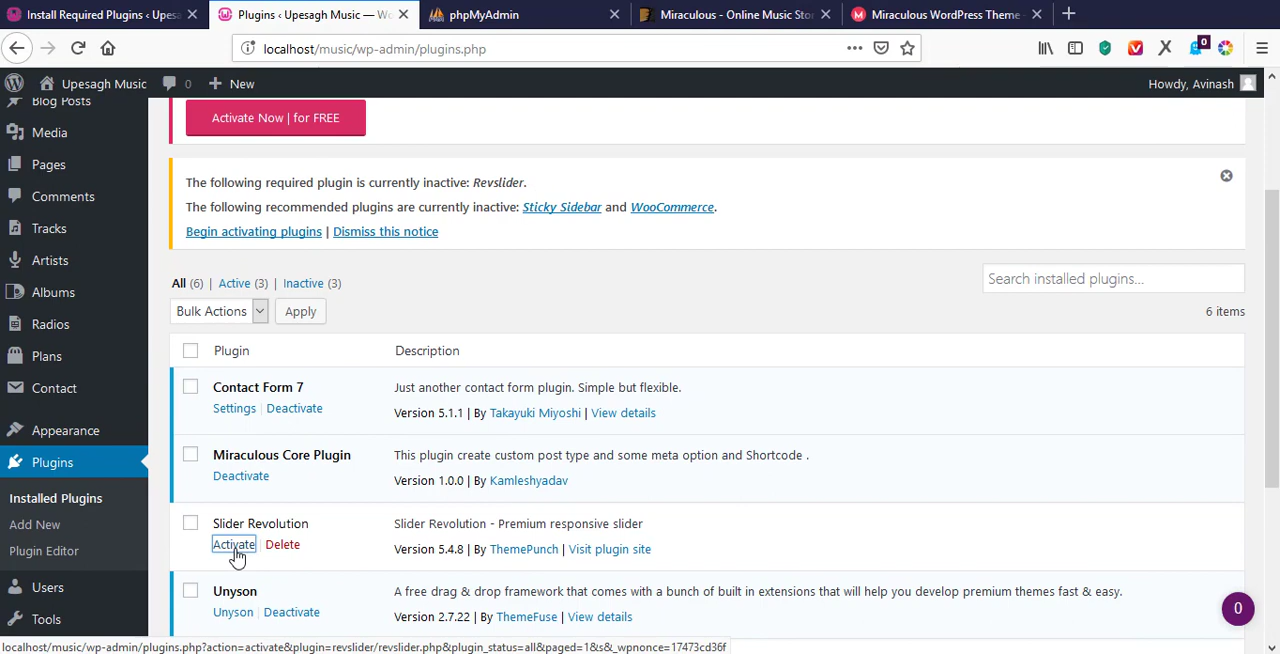 Install Required Plugins ‹ Upes
Plugins ‹ Upesagh Music — Wo
phpMyAdmin
Miraculous - Online Music Stor
Miraculous WordPress Theme -
localhost/music/wp-admin/plugins.php
0
Upesagh Music
0
New
Howdy, Avinash
Blog Posts
Media
Pages
Comments
Tracks
Artists
Albums
Radios
Plans
Contact
Appearance
Plugins
Installed Plugins
Add New
Plugin Editor
Users
Tools
Activate Now | for FREE
The following required plugin is currently inactive: Revslider.
The following recommended plugins are currently inactive: Sticky Sidebar and WooCommerce.
Begin activating plugins | Dismiss this notice
All (6) | Active (3) | Inactive (3)
Search installed plugins...
Bulk Actions
Apply
6 items
Plugin
Description
Contact Form 7
Just another contact form plugin. Simple but flexible.
Settings | Deactivate
Version 5.1.1 | By Takayuki Miyoshi | View details
Miraculous Core Plugin
This plugin create custom post type and some meta option and Shortcode .
Deactivate
Version 1.0.0 | By Kamleshyadav
Slider Revolution
Slider Revolution - Premium responsive slider
Activate | Delete
Version 5.4.8 | By ThemePunch | Visit plugin site
Unyson
A free drag & drop framework that comes with a bunch of built in extensions that will help you develop premium themes fast & easy.
Unyson | Deactivate
Version 2.7.22 | By ThemeFuse | View details
0
localhost/music/wp-admin/plugins.php?action=activate&plugin=revslider/revslider.php&plugin_status=all&paged=1&s&_wpnonce=17473cd36f